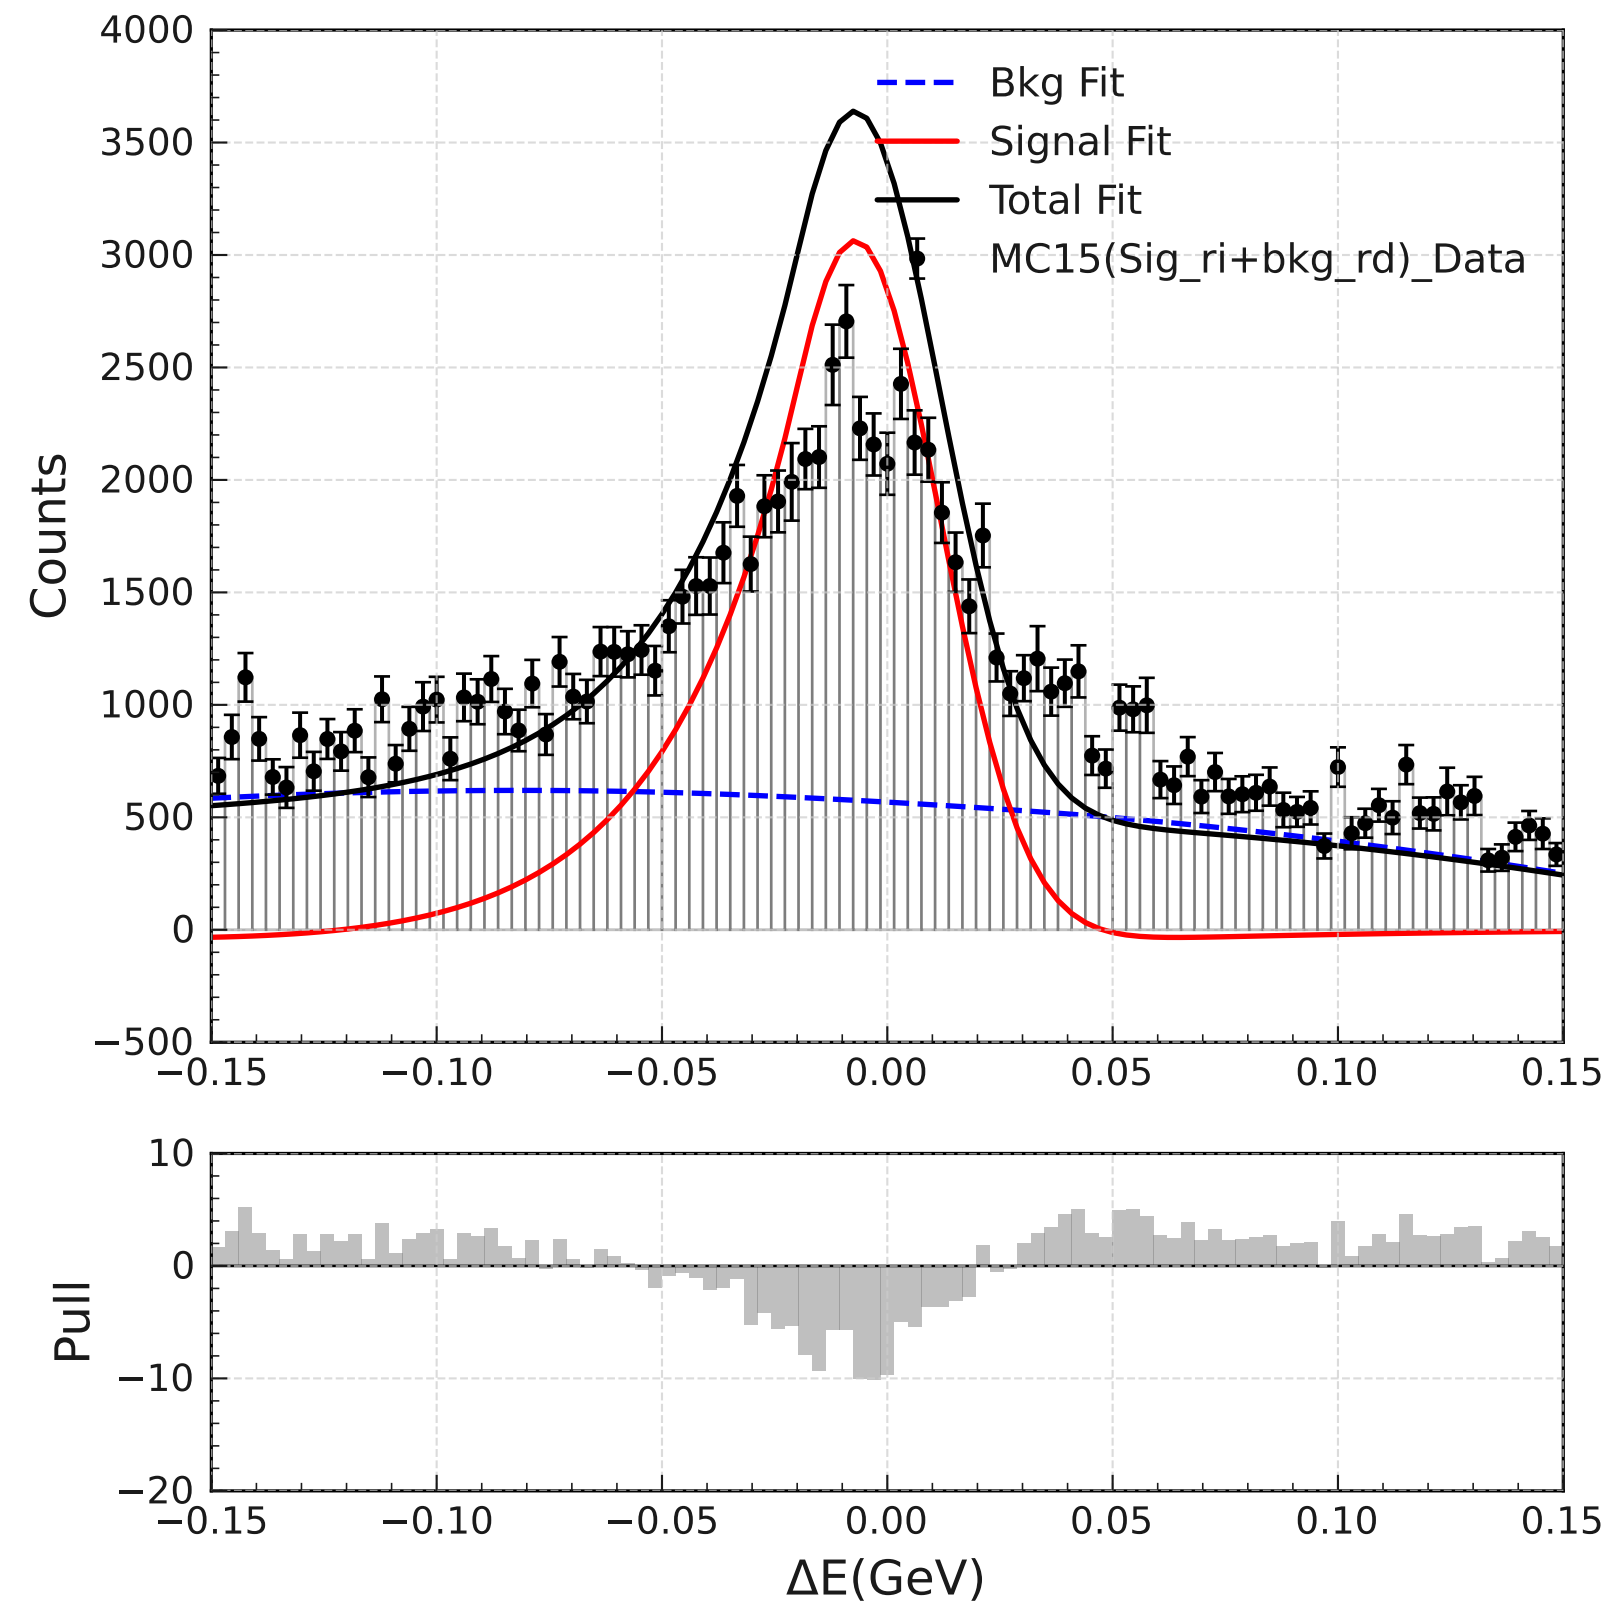 4000
3500
3000
2500
2000
1500
1000
500
0
−500
Counts
Bkg Fit
Signal Fit
Total Fit
MC15(Sig_ri+bkg_rd)_Data
−0.15 −0.10 −0.05 0.00 0.05 0.10 0.15
10
0
−10
−20
Pull
−0.15 −0.10 −0.05 0.00 0.05 0.10 0.15
ΔE(GeV)